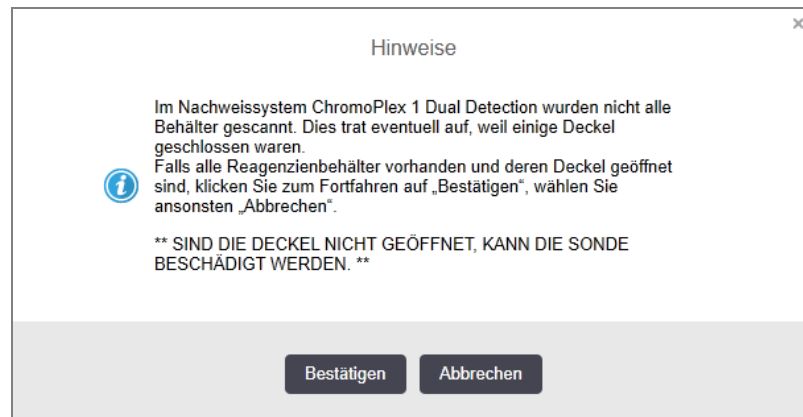 Hinweise
Im Nachweissystem ChromoPlex 1 Dual Detection wurden nicht alle
Behälter gescannt. Dies trat eventuell auf, weil einige Deckel
geschlossen waren.
Falls alle Reagenzienbehälter vorhanden und deren Deckel geöffnet
sind, klicken Sie zum Fortfahren auf „Bestätigen“, wählen Sie
ansonsten „Abbrechen“.
** SIND DIE DECKEL NICHT GEÖFFNET, KANN DIE SONDE
BESCHÄDIGT WERDEN. **
Bestätigen Abbrechen